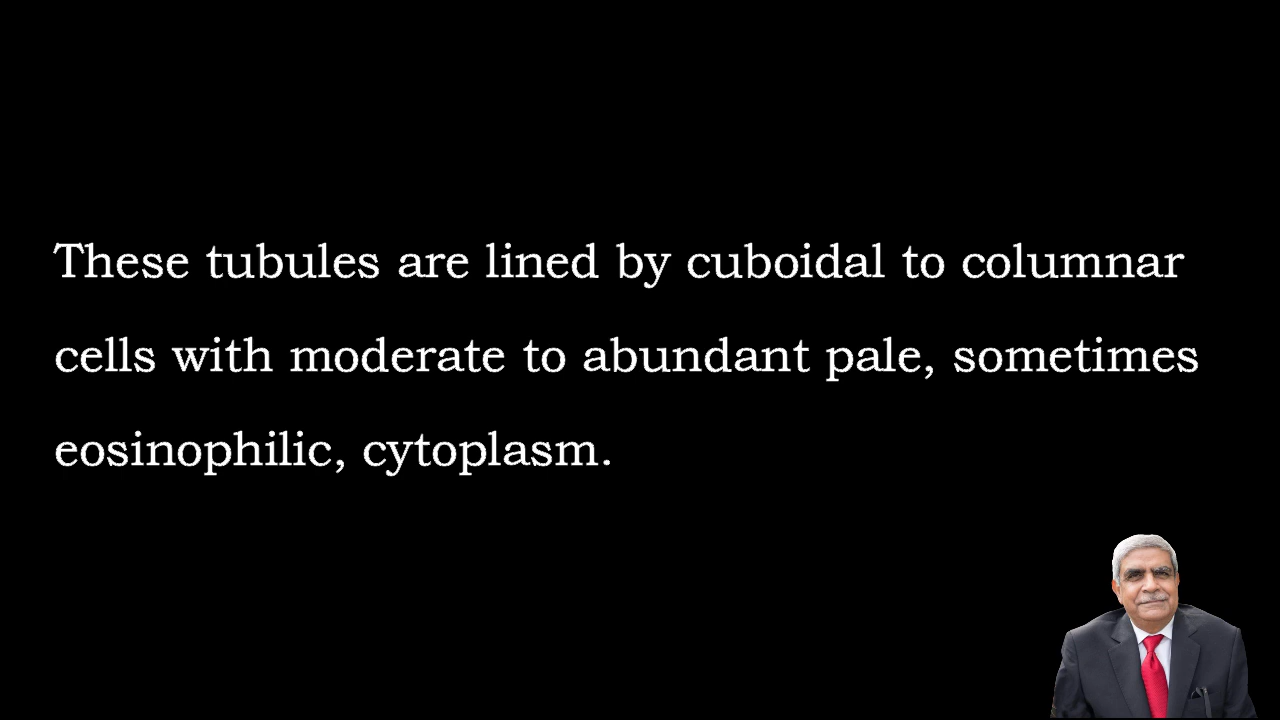 These tubules are lined by cuboidal to columnar
cells with moderate to abundant pale, sometimes
eosinophilic, cytoplasm.